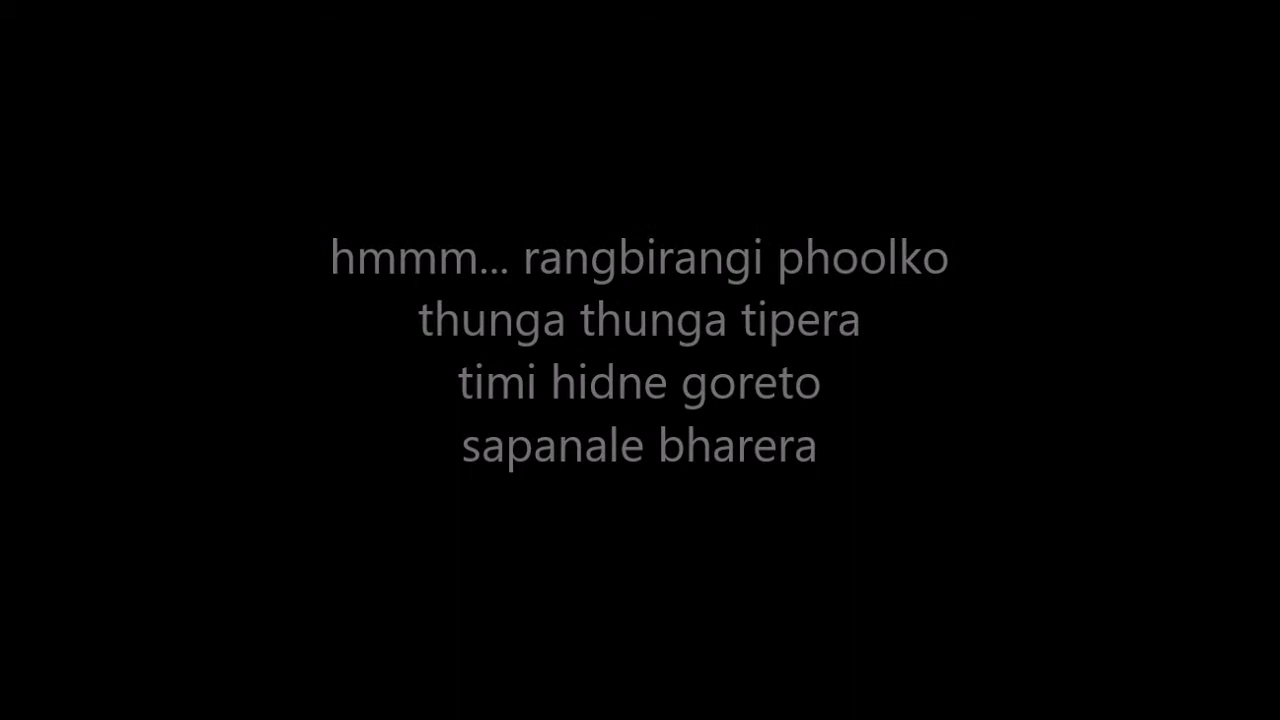 hmmm... rangbirangi phoolko
thunga thunga tipera
timi hidne goreto
sapanale bharera